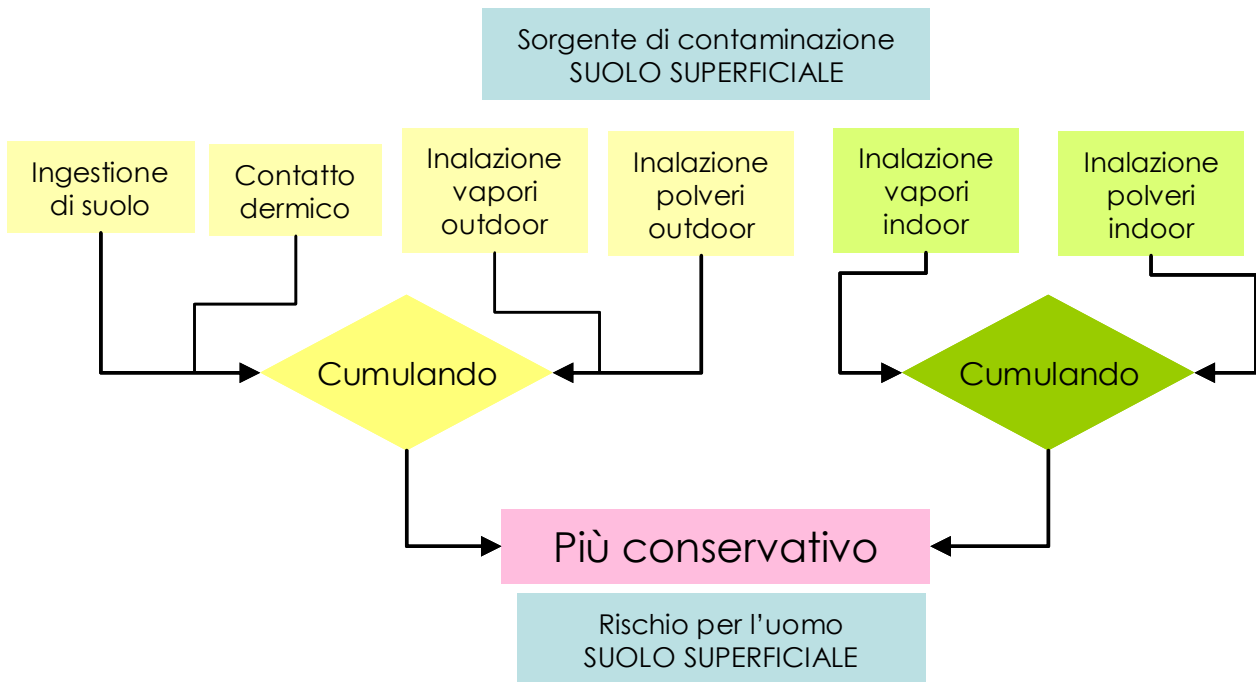 Sorgente di contaminazione
SUOLO SUPERFICIALE
Ingestione
di suolo
Contatto
dermico
Inalazione
vapori
outdoor
Inalazione
polveri
outdoor
Inalazione
vapori
indoor
Inalazione
polveri
indoor
Cumulando
Cumulando
Più conservativo
Rischio per l’uomo
SUOLO SUPERFICIALE